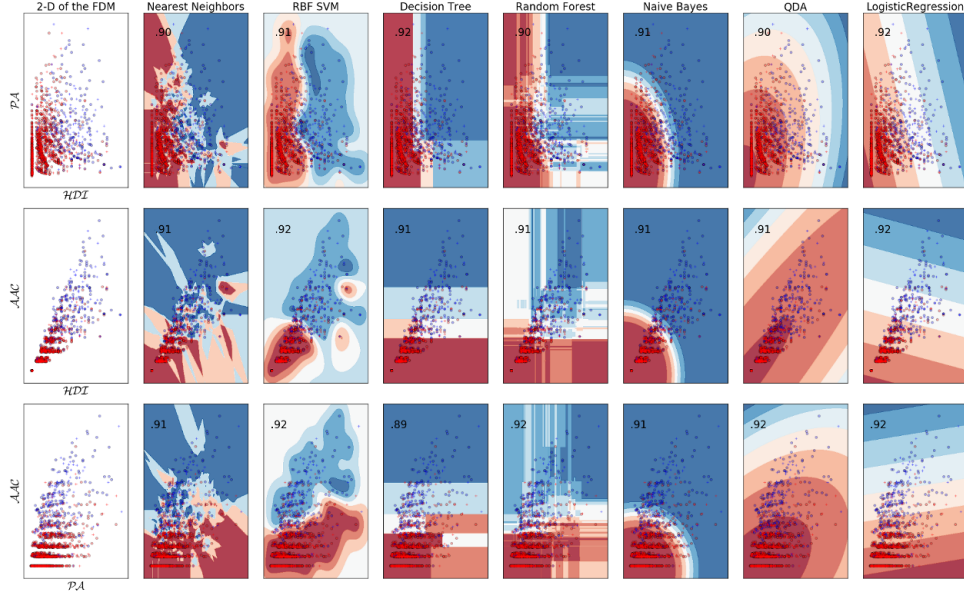 2-D of the FDM Nearest Neighbors RBF SVM Decision Tree Random Forest Naive Bayes QDA LogisticRegression
.90 .91 .92 .90 .91 .90 .92
PA
HDI
.91 .92 .91 .91 .91 .91 .92
AAC
HDI
.91 .92 .89 .92 .91 .92 .92
AAC
PA